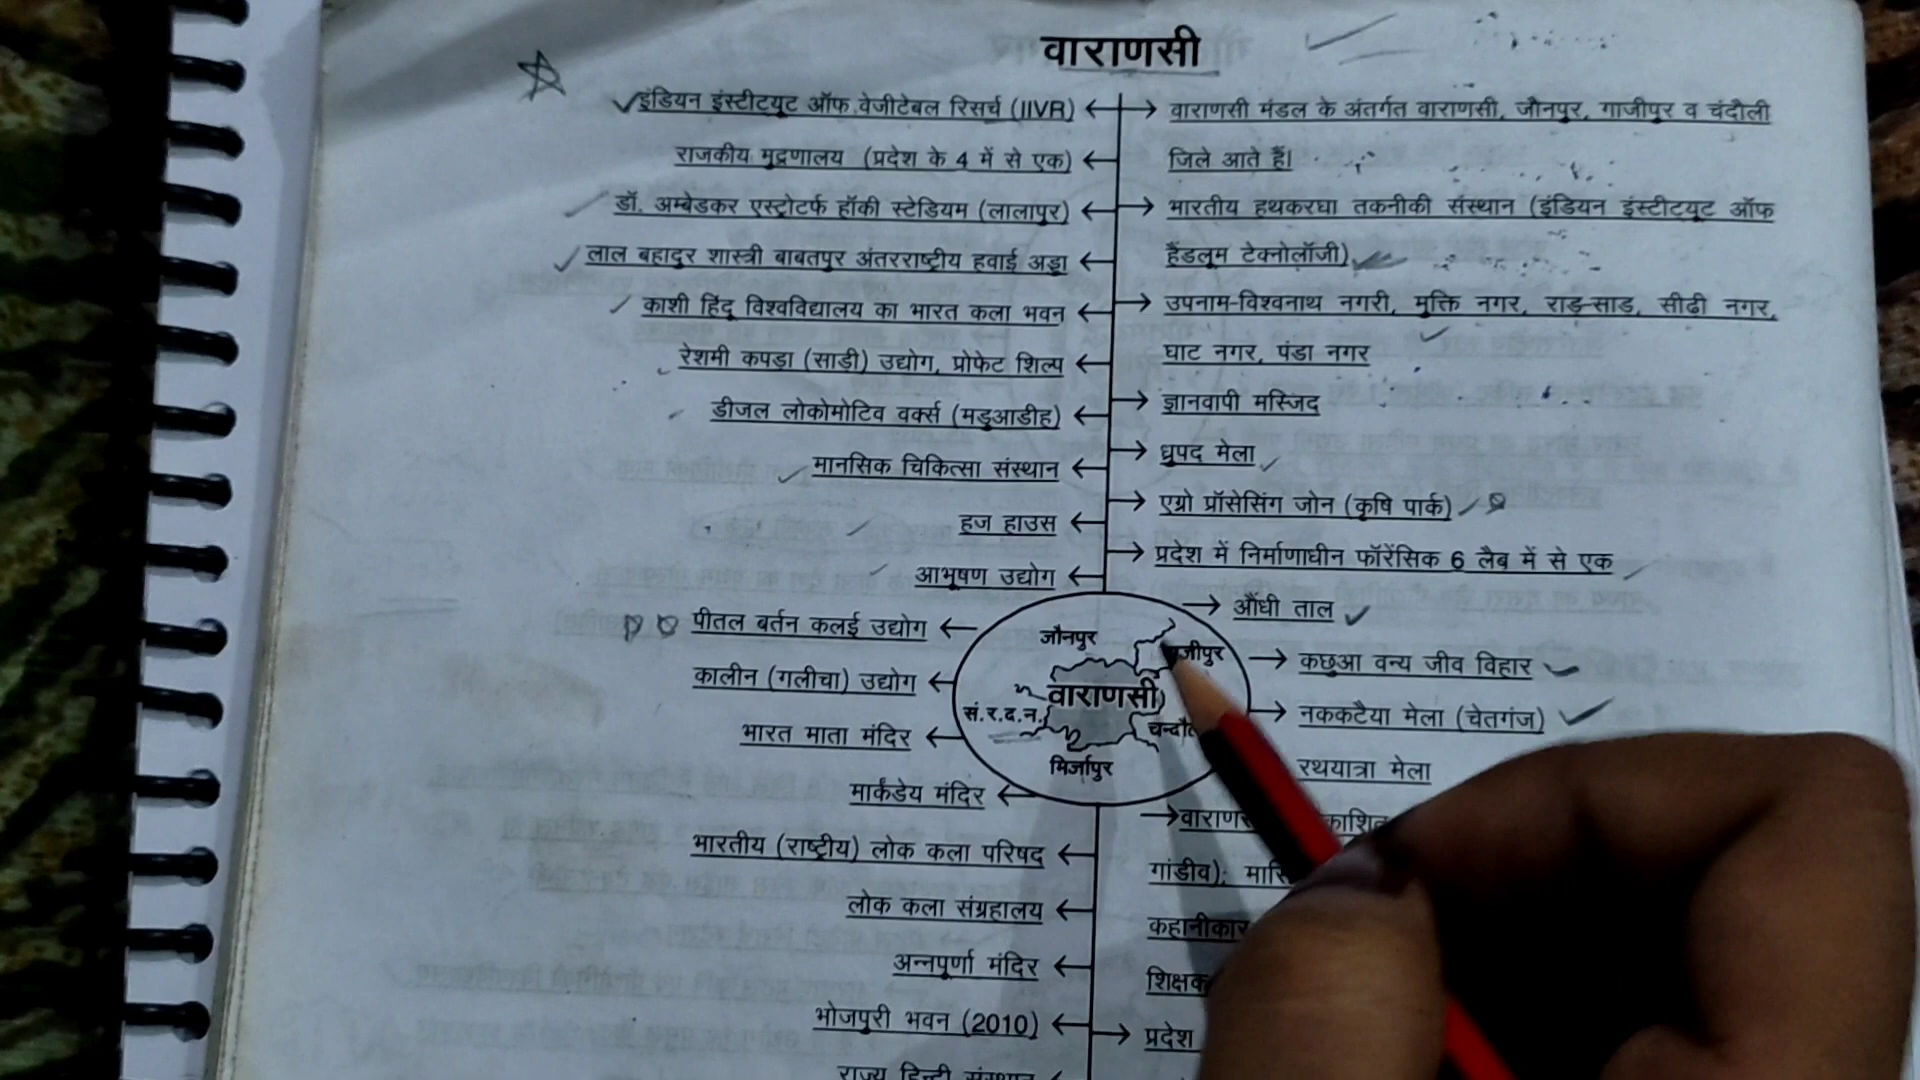 वाराणसी
इंडियन इंस्टीटयूट ऑफ वेजीटेबल रिसर्च (IIVR)
राजकीय मुद्रणालय (प्रदेश के 4 में से एक)
डॉ. अम्बेडकर एस्ट्रोटर्फ हॉकी स्टेडियम (लालापुर)
लाल बहादुर शास्त्री बाबतपुर अंतरराष्ट्रीय हवाई अड्डा
काशी हिंदू विश्वविद्यालय का भारत कला भवन
रेशमी कपड़ा (साडी) उद्योग, प्रोफेट शिल्प
डीजल लोकोमोटिव वर्क्स (मडुआडीह)
मानसिक चिकित्सा संस्थान
हज हाउस
आभूषण उद्योग
पीतल बर्तन कलई उद्योग
कालीन (गलीचा) उद्योग
भारत माता मंदिर
मार्कंडेय मंदिर
भारतीय (राष्ट्रीय) लोक कला परिषद
लोक कला संग्रहालय
अन्नपूर्णा मंदिर
भोजपुरी भवन (2010)
राज्य हिन्दी संस्थान
वाराणसी मंडल के अंतर्गत वाराणसी, जौनपुर, गाजीपुर व चंदौली
जिले आते हैं।
भारतीय हथकरघा तकनीकी संस्थान (इंडियन इंस्टीटयूट ऑफ
हैंडलूम टेक्नोलॉजी)
उपनाम-विश्वनाथ नगरी, मुक्ति नगर, राड़-साड, सीढी नगर,
घाट नगर, पंडा नगर
ज्ञानवापी मस्जिद
ध्रुपद मेला
एग्रो प्रॉसेसिंग जोन (कृषि पार्क)
प्रदेश में निर्माणाधीन फॉरेंसिक 6 लैब में से एक
औंधी ताल
कछुआ वन्य जीव विहार
नककटैया मेला (चेतगंज)
रथयात्रा मेला
गांडीव);
कहानीकार
प्रदेश
जौनपुर
वाराणसी
सं.र.द.न.
मिर्जापुर